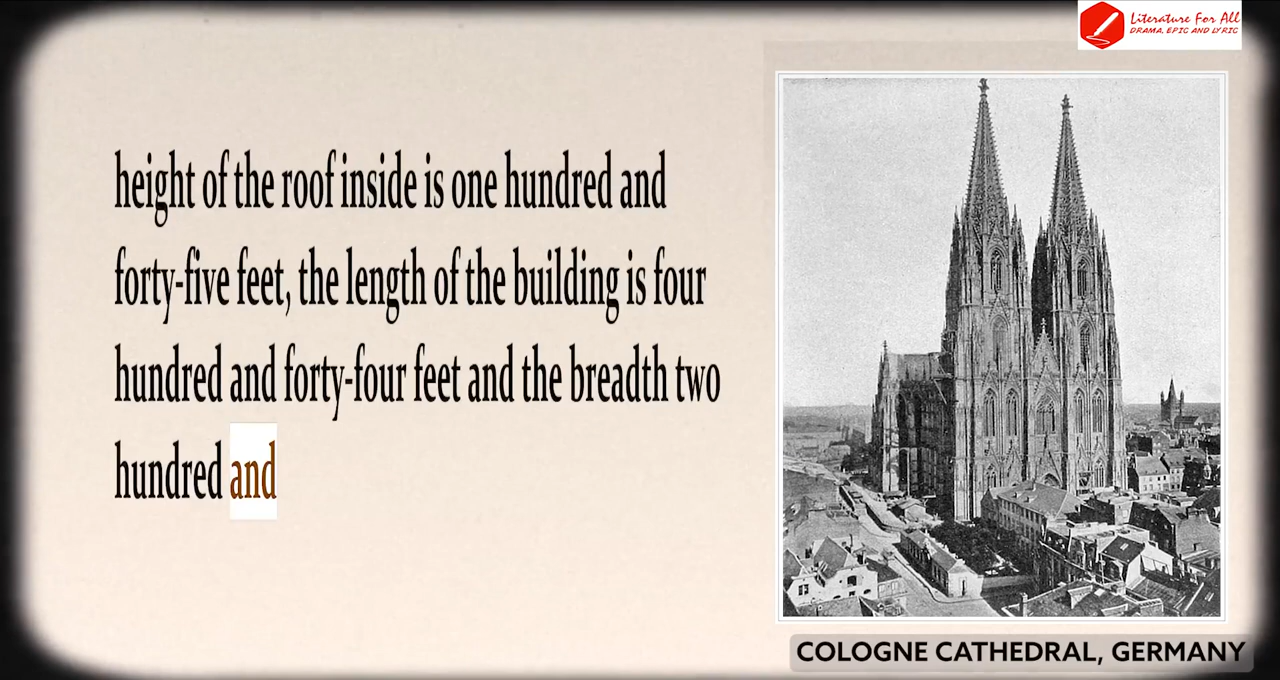 Literature For All
DRAMA, EPIC AND LYRIC
height of the roof inside is one hundred and
forty-five feet, the length of the building is four
hundred and forty-four feet and the breadth two
hundred and
COLOGNE CATHEDRAL, GERMANY